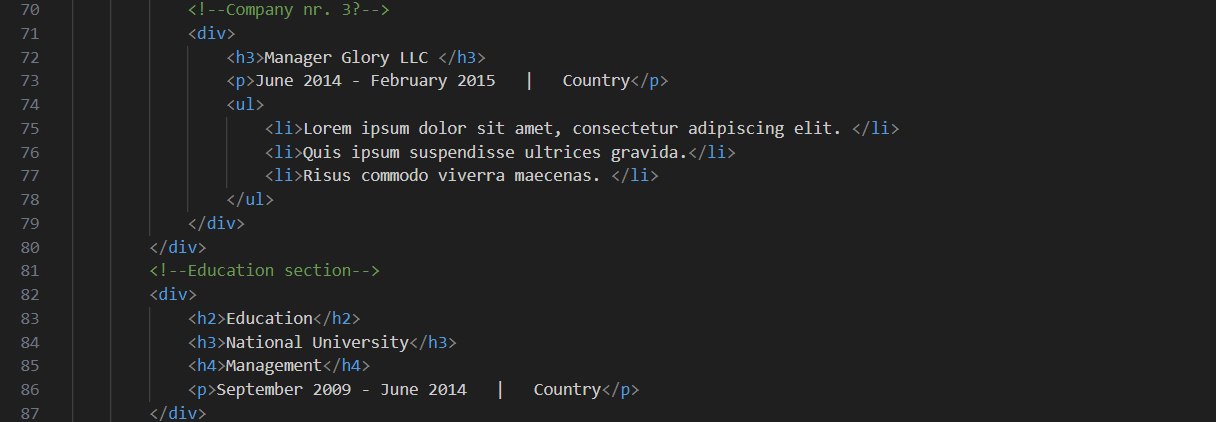 70 <!--Company nr. 3?-->
71 <div>
72 <h3>Manager Glory LLC </h3>
73 <p>June 2014 - February 2015   |   Country</p>
74 <ul>
75 <li>Lorem ipsum dolor sit amet, consectetur adipiscing elit. </li>
76 <li>Quis ipsum suspendisse ultrices gravida.</li>
77 <li>Risus commodo viverra maecenas. </li>
78 </ul>
79 </div>
80 </div>
81 <!--Education section-->
82 <div>
83 <h2>Education</h2>
84 <h3>National University</h3>
85 <h4>Management</h4>
86 <p>September 2009 - June 2014   |   Country</p>
87 </div>